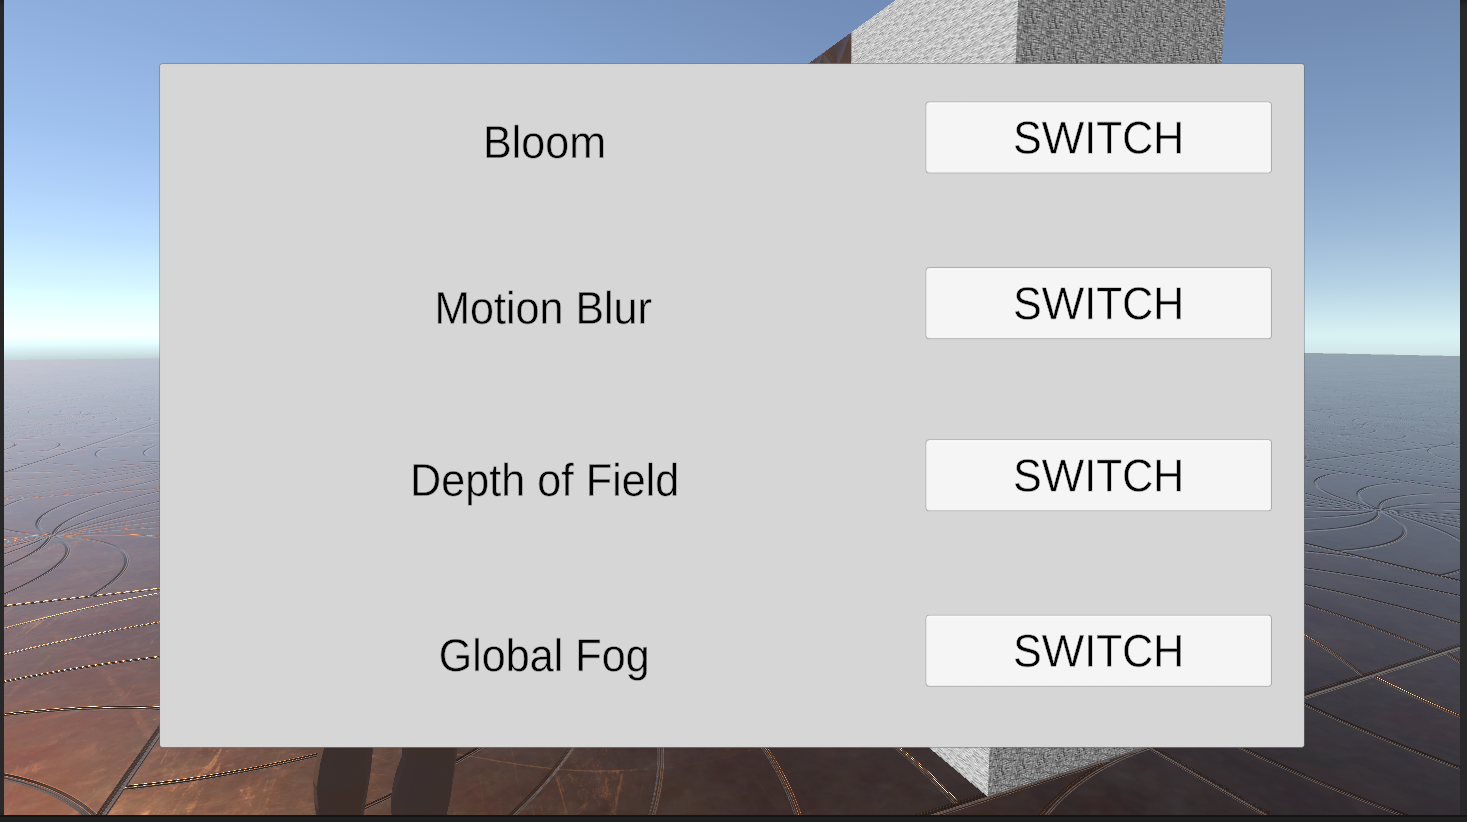 Bloom SWITCH
Motion Blur SWITCH
Depth of Field SWITCH
Global Fog SWITCH